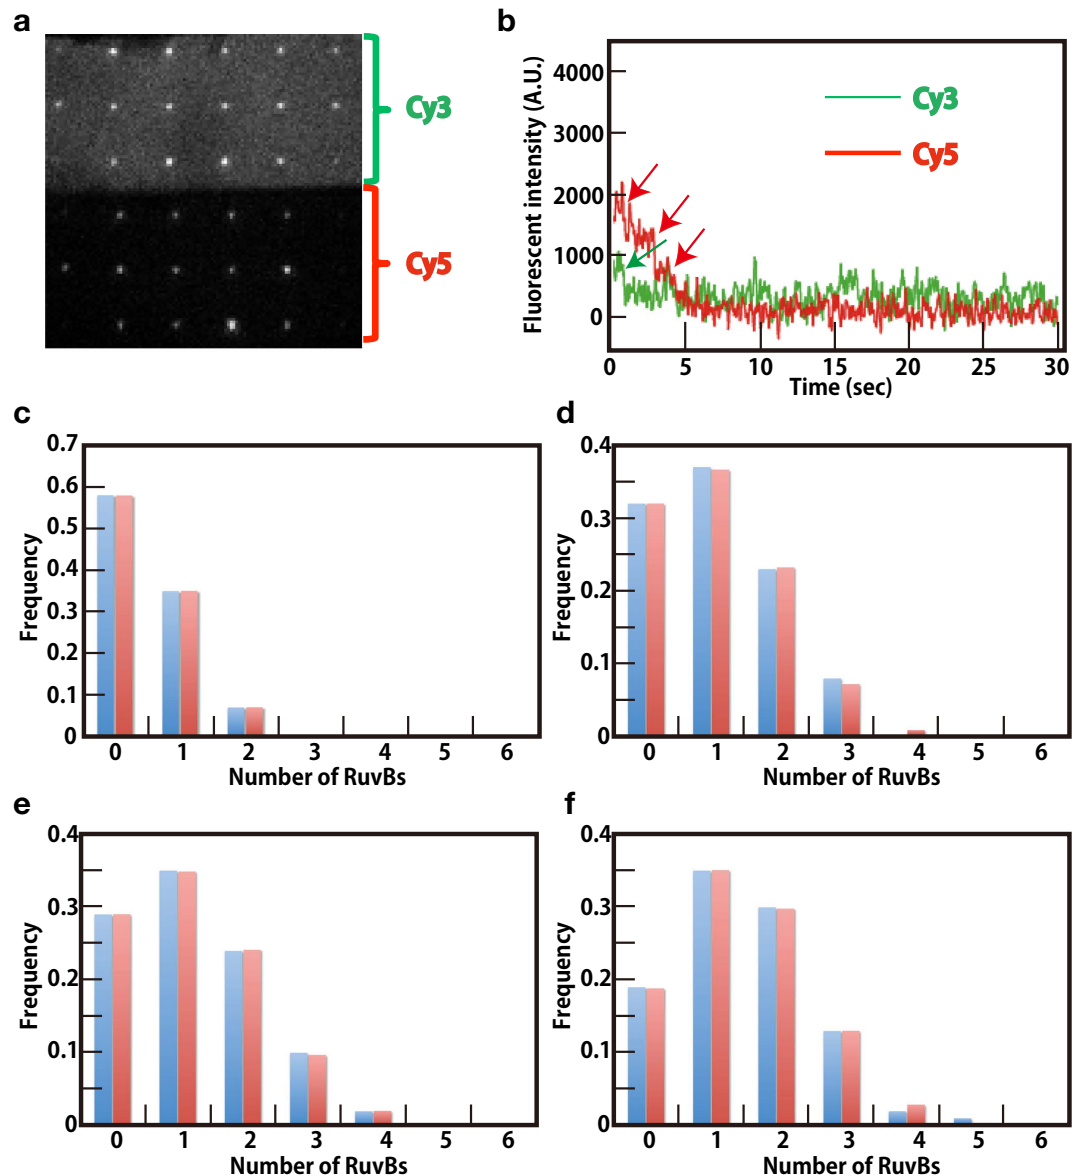 a
Cy3
Cy5
b
Fluorescent intensity (A.U.)
4000
3000
2000
1000
0
Cy3
Cy5
0 5 10 15 20 25 30
Time (sec)
c
Frequency
0.7
0.6
0.5
0.4
0.3
0.2
0.1
0
0 1 2 3 4 5 6
Number of RuvBs
d
Frequency
0.4
0.3
0.2
0.1
0
0 1 2 3 4 5 6
Number of RuvBs
e
Frequency
0.4
0.3
0.2
0.1
0
0 1 2 3 4 5 6
Number of RuvBs
f
Frequency
0.4
0.3
0.2
0.1
0
0 1 2 3 4 5 6
Number of RuvBs